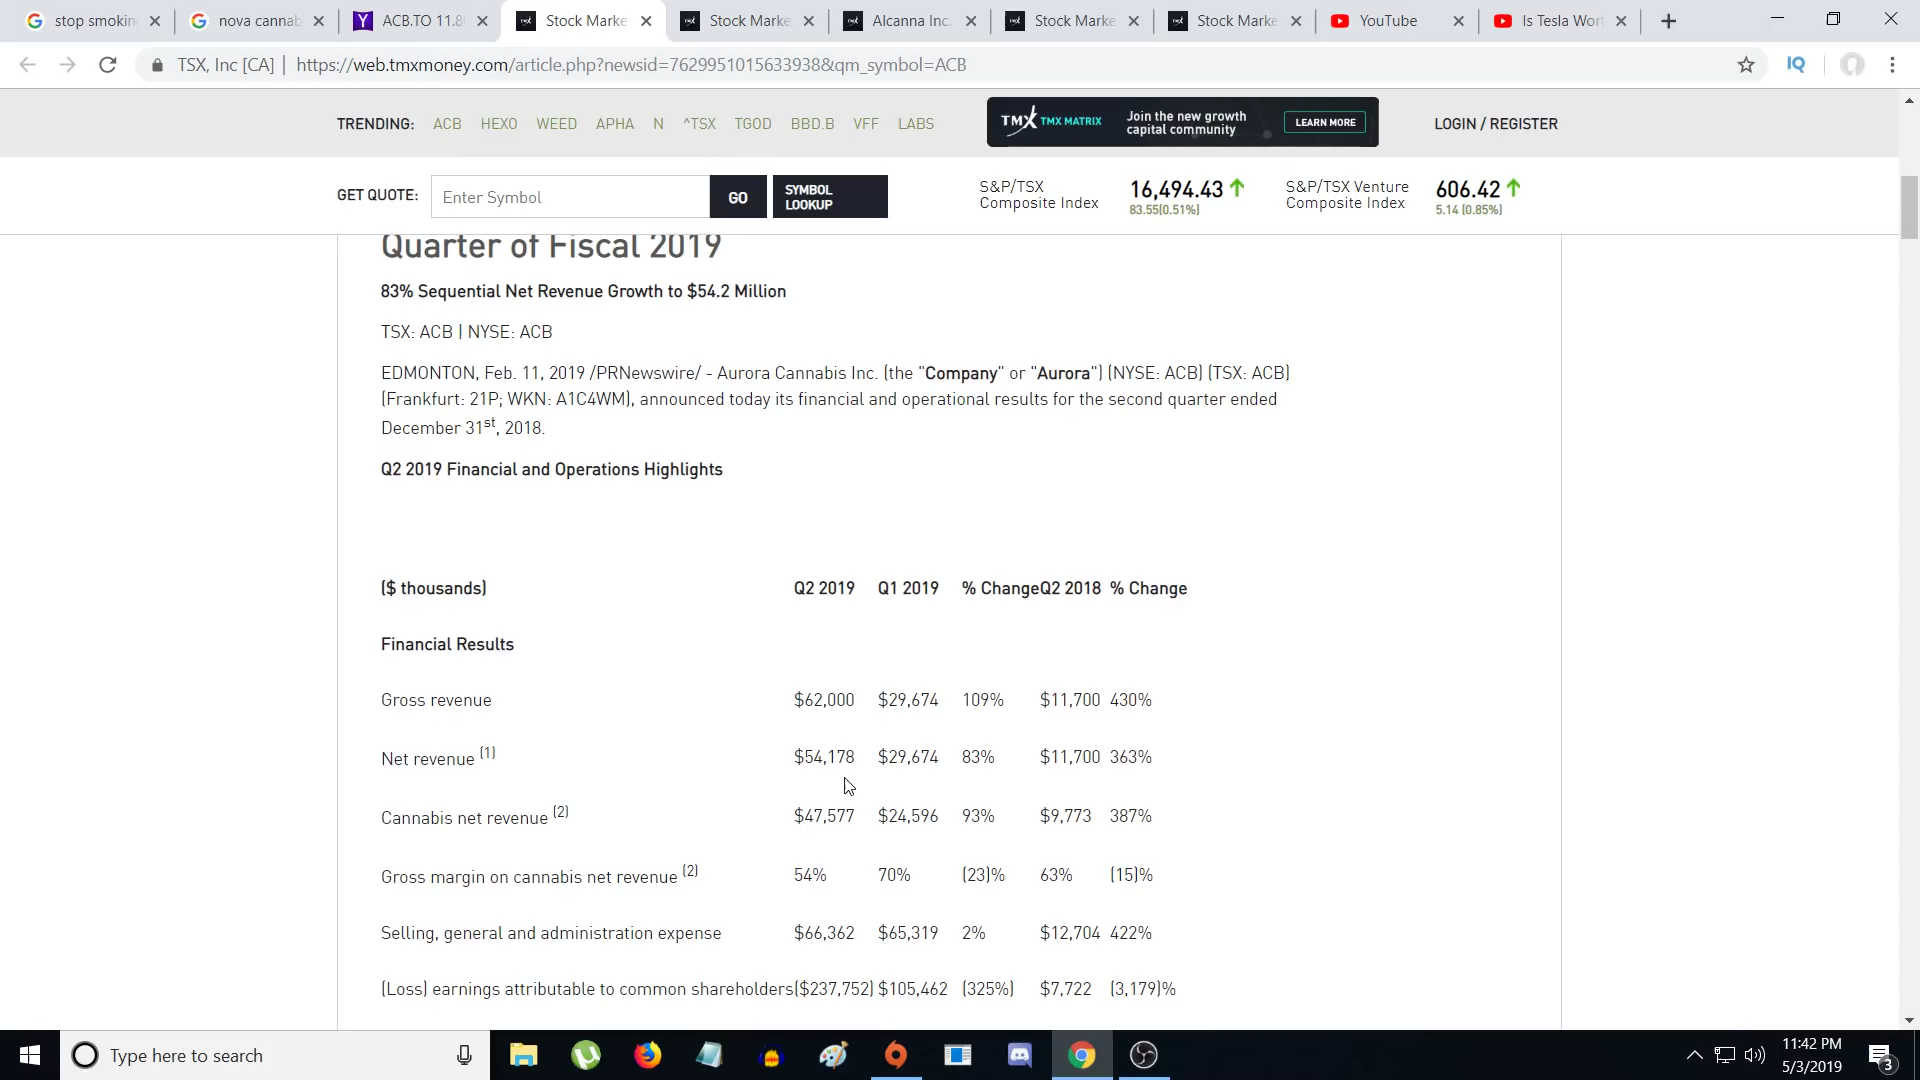 stop smokin
nova cannab
ACB.TO 11.8
Stock Marke
Stock Marke
Alcanna Inc.
Stock Marke
Stock Marke
YouTube
Is Tesla Wor
TSX, Inc [CA] | https://web.tmxmoney.com/article.php?newsid=7629951015633938&qm_symbol=ACB
IQ
TRENDING: ACB HEXO WEED APHA N ^TSX TGOD BBD.B VFF LABS
TMX TMX MATRIX
Join the new growth
capital community
LEARN MORE
LOGIN / REGISTER
GET QUOTE: Enter Symbol GO
SYMBOL
LOOKUP
S&P/TSX
Composite Index
16,494.43
83.55(0.51%)
S&P/TSX Venture
Composite Index
606.42
5.14 (0.85%)
Quarter of Fiscal 2019
83% Sequential Net Revenue Growth to $54.2 Million
TSX: ACB | NYSE: ACB
EDMONTON, Feb. 11, 2019 /PRNewswire/ - Aurora Cannabis Inc. (the "Company" or "Aurora") (NYSE: ACB) (TSX: ACB)
(Frankfurt: 21P; WKN: A1C4WM), announced today its financial and operational results for the second quarter ended
December 31st, 2018.
Q2 2019 Financial and Operations Highlights
($ thousands) Q2 2019 Q1 2019 % Change Q2 2018 % Change
Financial Results
Gross revenue $62,000 $29,674 109% $11,700 430%
Net revenue (1) $54,178 $29,674 83% $11,700 363%
Cannabis net revenue (2) $47,577 $24,596 93% $9,773 387%
Gross margin on cannabis net revenue (2) 54% 70% (23)% 63% (15)%
Selling, general and administration expense $66,362 $65,319 2% $12,704 422%
(Loss) earnings attributable to common shareholders ($237,752) $105,462 (325%) $7,722 (3,179)%
Type here to search
11:42 PM
5/3/2019
3